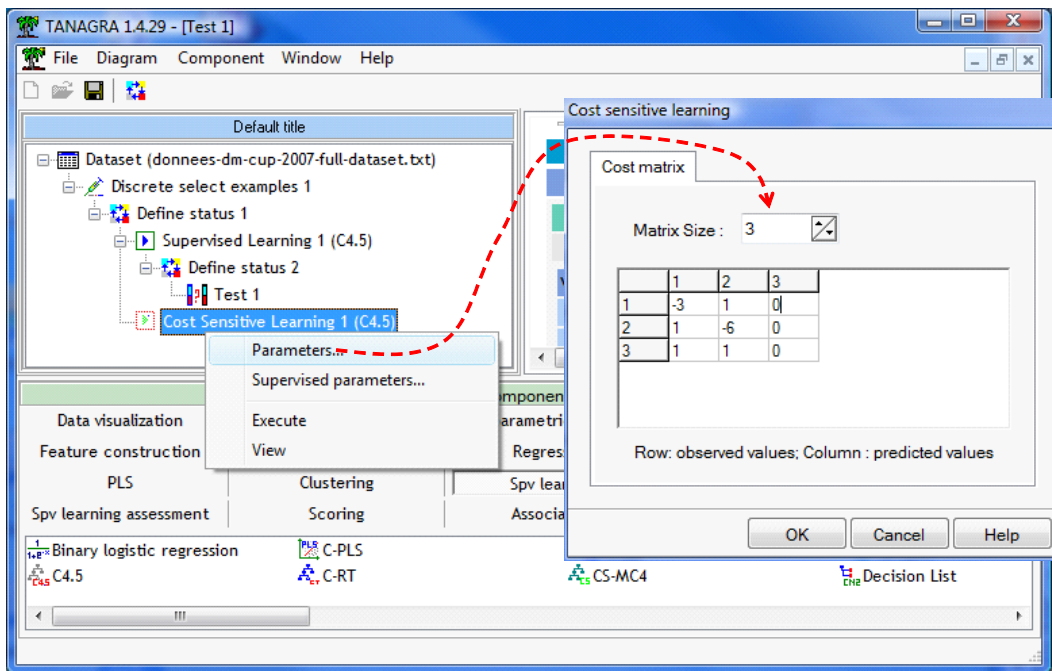 TANAGRA 1.4.29 - [Test 1]
File Diagram Component Window Help
Default title
Dataset (donnees-dm-cup-2007-full-dataset.txt)
Discrete select examples 1
Define status 1
Supervised Learning 1 (C4.5)
Define status 2
Test 1
Cost Sensitive Learning 1 (C4.5)
Parameters...
Supervised parameters...
Execute
View
Cost sensitive learning
Cost matrix
Matrix Size : 3
1 2 3
1 -3 1 0
2 1 -6 0
3 1 1 0
Row: observed values; Column : predicted values
OK Cancel Help
Data visualization
Feature construction
PLS Clustering
Spv learning assessment Scoring
Binary logistic regression C-PLS
C4.5 C-RT CS-MC4 Decision List